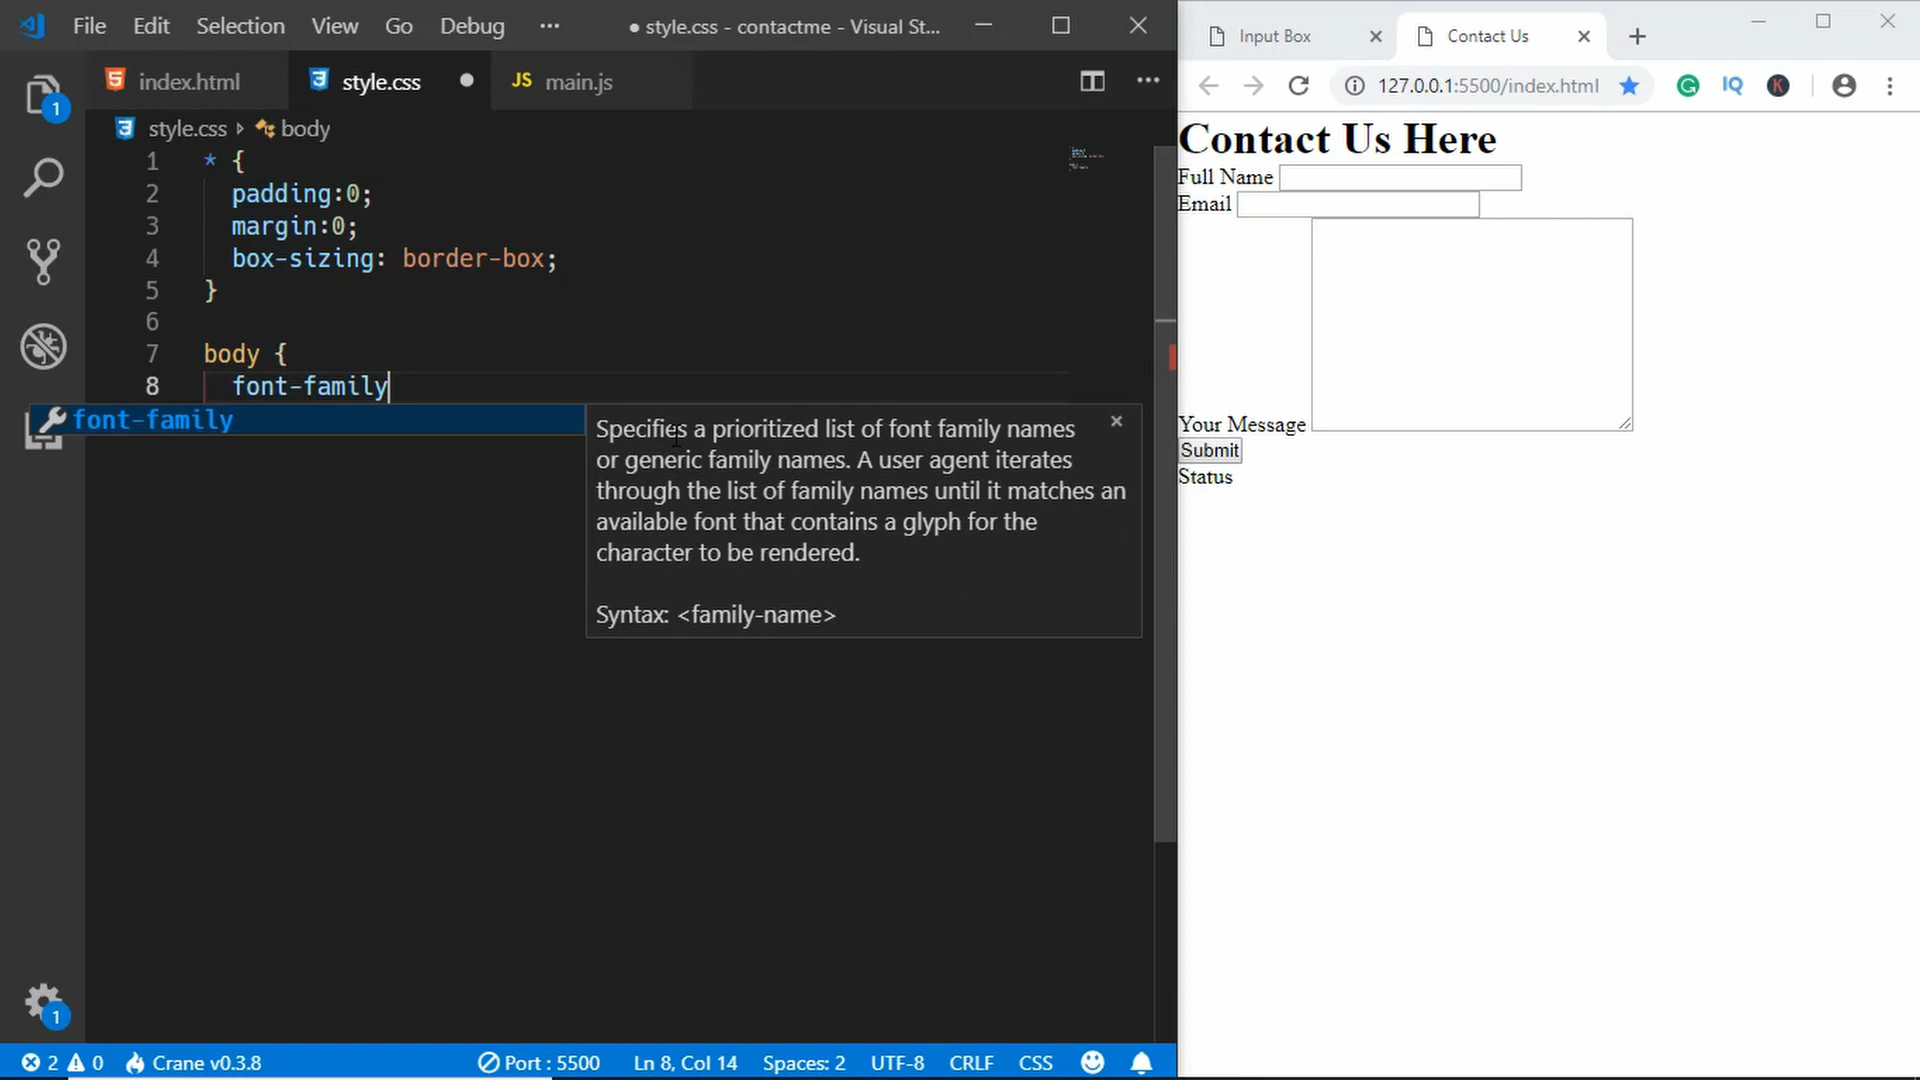 File Edit Selection View Go Debug ··· ● style.css - contactme - Visual St...
index.html style.css ● JS main.js ···
style.css body
1 * {
2 padding:0;
3 margin:0;
4 box-sizing: border-box;
5 }
6
7 body {
8 font-family
font-family
Specifies a prioritized list of font family names
or generic family names. A user agent iterates
through the list of family names until it matches an
available font that contains a glyph for the
character to be rendered.
Syntax: <family-name>
1
1
2 0 Crane v0.3.8 Port : 5500 Ln 8, Col 14 Spaces: 2 UTF-8 CRLF CSS
Input Box Contact Us
127.0.0.1:5500/index.html IQ K
Contact Us Here
Full Name
Email
Your Message
Submit
Status